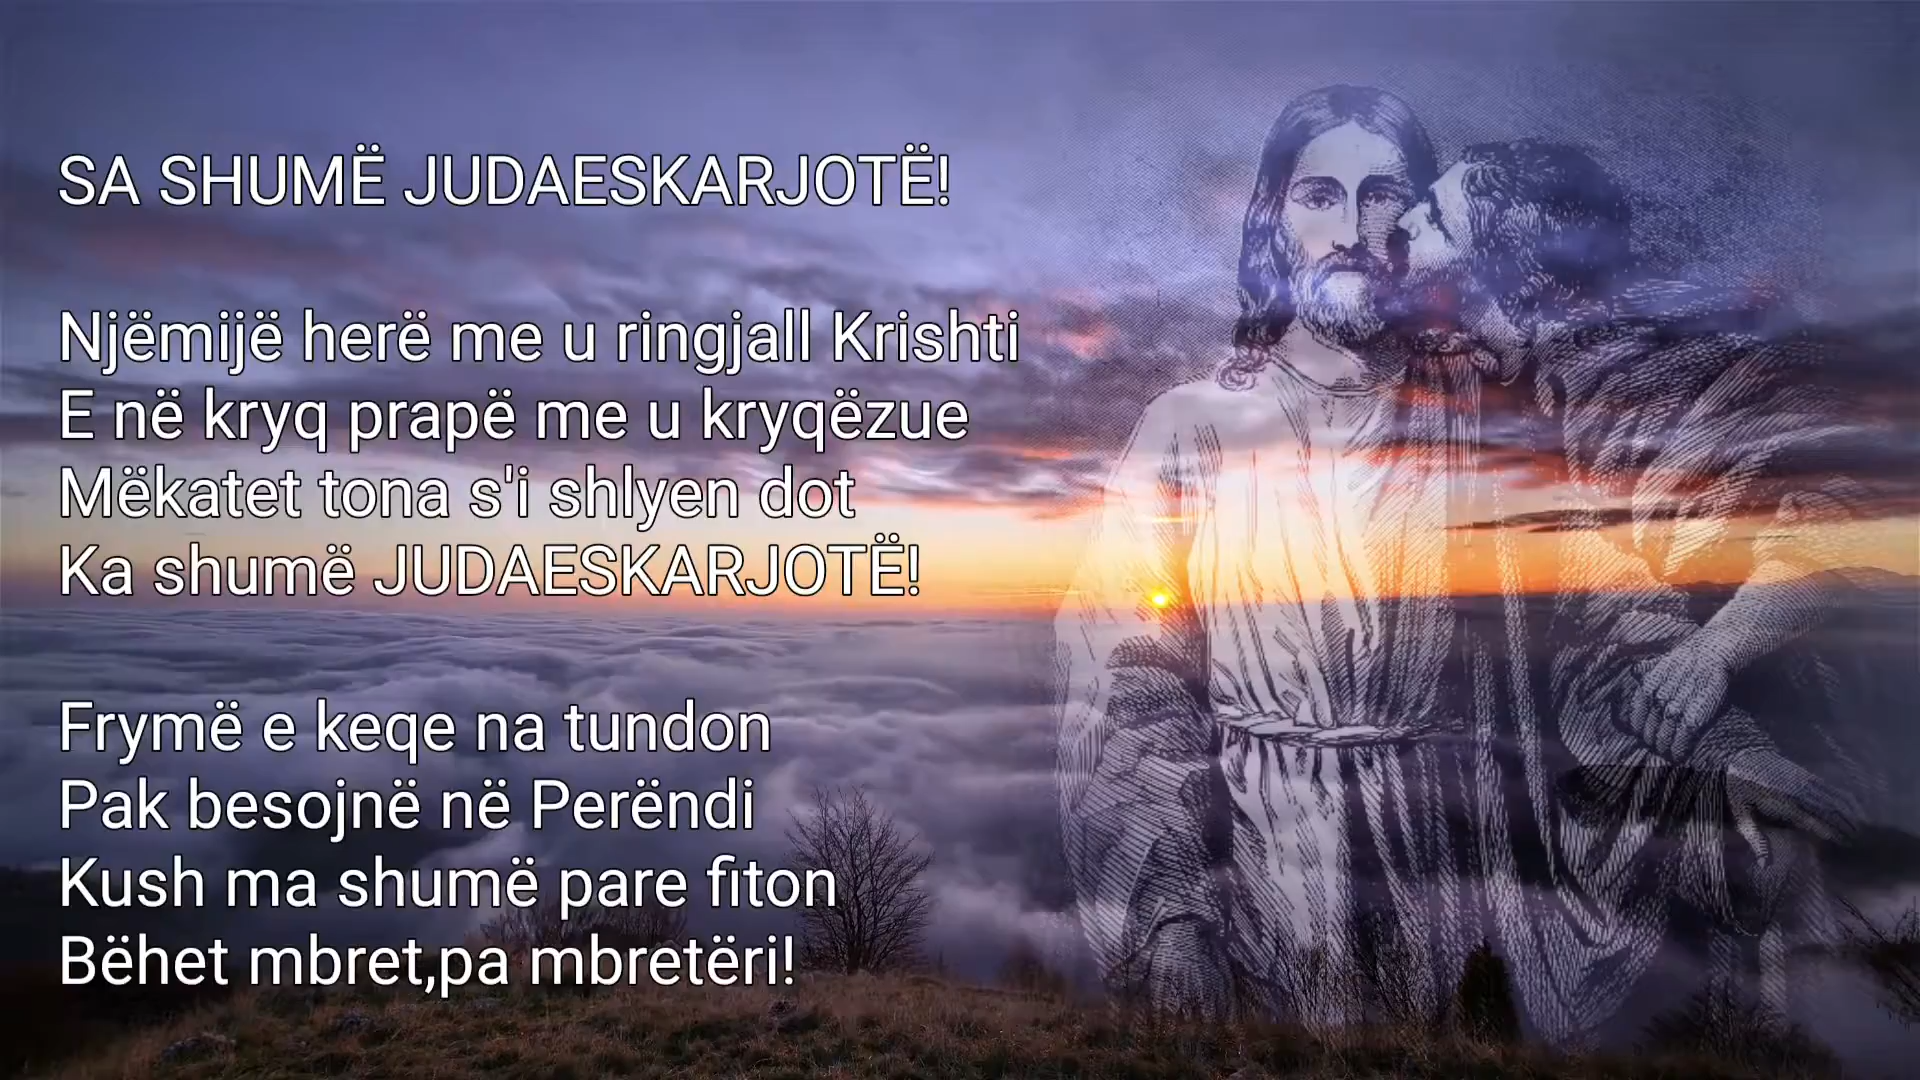 SA SHUMË JUDAESKARJOTË!
Njëmijë herë me u ringjall Krishti
E në kryq prapë me u kryqëzue
Mëkatet tona s'i shlyen dot
Ka shumë JUDAESKARJOTË!
Frymë e keqe na tundon
Pak besojnë në Perëndi
Kush ma shumë pare fiton
Bëhet mbret,pa mbretëri!